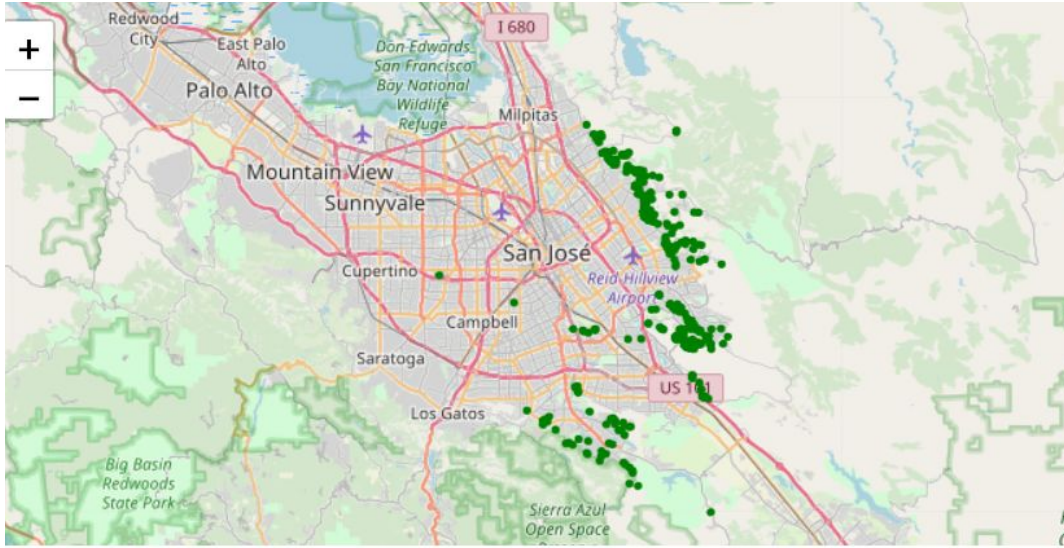 +
−
Redwood
City
East Palo
Alto
Palo Alto
Don Edwards
San Francisco
Bay National
Wildlife
Refuge
I 680
Milpitas
Mountain View
Sunnyvale
San José
Cupertino
Reid-Hillview
Airport
Campbell
Saratoga
US 101
Los Gatos
Big Basin
Redwoods
State Park
Sierra Azul
Open Space